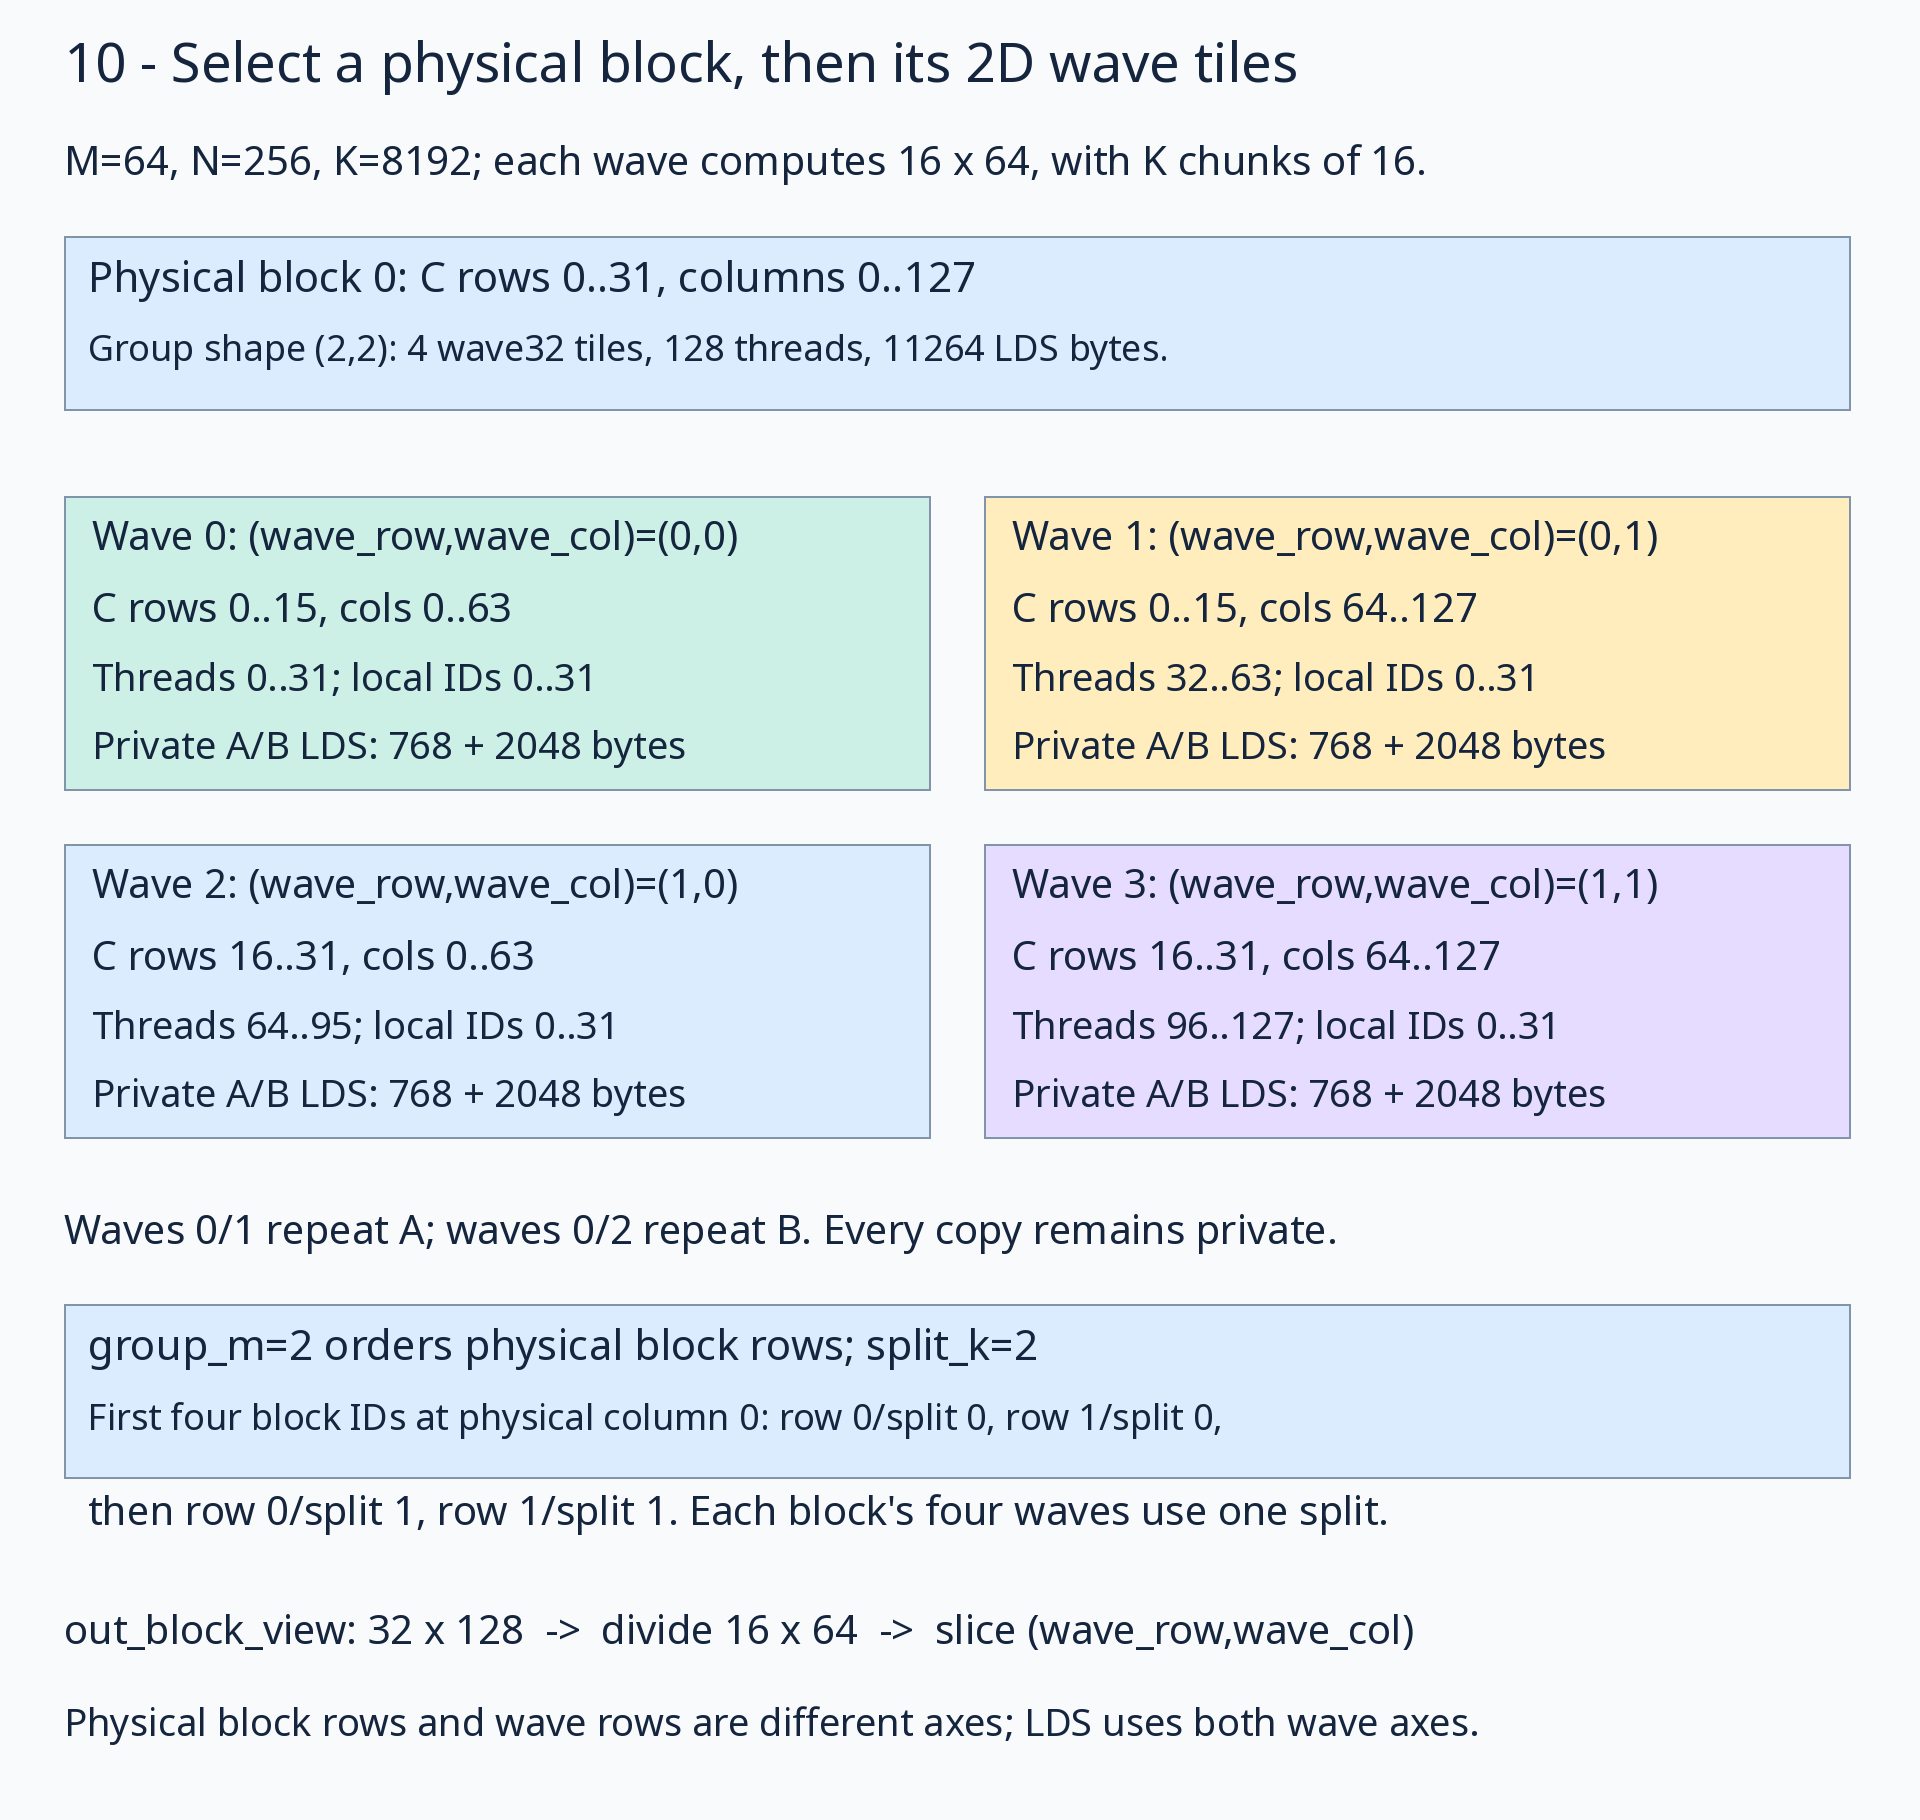 10 - Select a physical block, then its 2D wave tiles
M=64, N=256, K=8192; each wave computes 16 x 64, with K chunks of 16.
Physical block 0: C rows 0..31, columns 0..127
Group shape (2,2): 4 wave32 tiles, 128 threads, 11264 LDS bytes.
Wave 0: (wave_row,wave_col)=(0,0)
C rows 0..15, cols 0..63
Threads 0..31; local IDs 0..31
Private A/B LDS: 768 + 2048 bytes
Wave 1: (wave_row,wave_col)=(0,1)
C rows 0..15, cols 64..127
Threads 32..63; local IDs 0..31
Private A/B LDS: 768 + 2048 bytes
Wave 2: (wave_row,wave_col)=(1,0)
C rows 16..31, cols 0..63
Threads 64..95; local IDs 0..31
Private A/B LDS: 768 + 2048 bytes
Wave 3: (wave_row,wave_col)=(1,1)
C rows 16..31, cols 64..127
Threads 96..127; local IDs 0..31
Private A/B LDS: 768 + 2048 bytes
Waves 0/1 repeat A; waves 0/2 repeat B. Every copy remains private.
group_m=2 orders physical block rows; split_k=2
First four block IDs at physical column 0: row 0/split 0, row 1/split 0,
then row 0/split 1, row 1/split 1. Each block's four waves use one split.
out_block_view: 32 x 128  ->  divide 16 x 64  ->  slice (wave_row,wave_col)
Physical block rows and wave rows are different axes; LDS uses both wave axes.